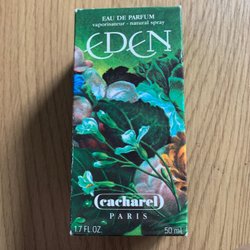 EAU DE PARFUM
vaporisateur - natural spray
EDEN
cacharel
PARIS
1.7 FL. OZ. 50 ml